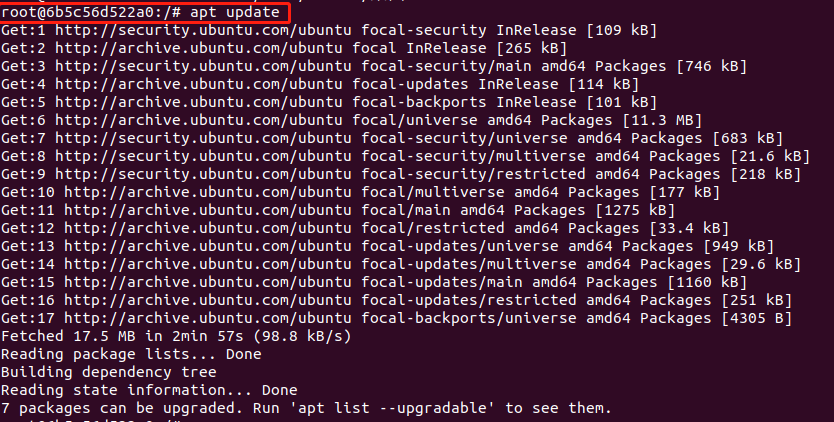 root@6b5c56d522a0:/# apt update
Get:1 http://security.ubuntu.com/ubuntu focal-security InRelease [109 kB]
Get:2 http://archive.ubuntu.com/ubuntu focal InRelease [265 kB]
Get:3 http://security.ubuntu.com/ubuntu focal-security/main amd64 Packages [746 kB]
Get:4 http://archive.ubuntu.com/ubuntu focal-updates InRelease [114 kB]
Get:5 http://archive.ubuntu.com/ubuntu focal-backports InRelease [101 kB]
Get:6 http://archive.ubuntu.com/ubuntu focal/universe amd64 Packages [11.3 MB]
Get:7 http://security.ubuntu.com/ubuntu focal-security/universe amd64 Packages [683 kB]
Get:8 http://security.ubuntu.com/ubuntu focal-security/multiverse amd64 Packages [21.6 kB]
Get:9 http://security.ubuntu.com/ubuntu focal-security/restricted amd64 Packages [218 kB]
Get:10 http://archive.ubuntu.com/ubuntu focal/multiverse amd64 Packages [177 kB]
Get:11 http://archive.ubuntu.com/ubuntu focal/main amd64 Packages [1275 kB]
Get:12 http://archive.ubuntu.com/ubuntu focal/restricted amd64 Packages [33.4 kB]
Get:13 http://archive.ubuntu.com/ubuntu focal-updates/universe amd64 Packages [949 kB]
Get:14 http://archive.ubuntu.com/ubuntu focal-updates/multiverse amd64 Packages [29.6 kB]
Get:15 http://archive.ubuntu.com/ubuntu focal-updates/main amd64 Packages [1160 kB]
Get:16 http://archive.ubuntu.com/ubuntu focal-updates/restricted amd64 Packages [251 kB]
Get:17 http://archive.ubuntu.com/ubuntu focal-backports/universe amd64 Packages [4305 B]
Fetched 17.5 MB in 2min 57s (98.8 kB/s)
Reading package lists... Done
Building dependency tree
Reading state information... Done
7 packages can be upgraded. Run 'apt list --upgradable' to see them.